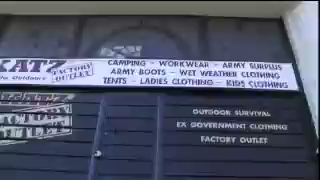 KATZ
FACTORY OUTLET
CAMPING - WORKWEAR - ARMY SURPLUS
ARMY BOOTS - WET WEATHER CLOTHING
TENTS - LADIES CLOTHING - KIDS CLOTHING
OUTDOOR SURVIVAL
EX GOVERNMENT CLOTHING
FACTORY OUTLET